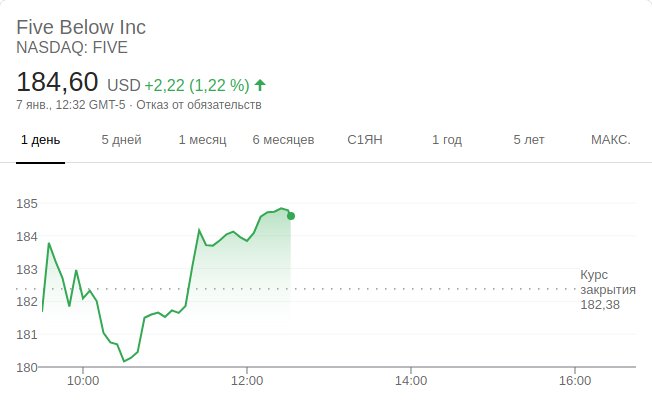 Five Below Inc
NASDAQ: FIVE
184,60 USD +2,22 (1,22 %)
7 янв., 12:32 GMT-5 · Отказ от обязательств
1 день 5 дней 1 месяц 6 месяцев С1ЯН 1 год 5 лет МАКС.
185
184
183
182
181
180
Курс
закрытия
182,38
10:00 12:00 14:00 16:00